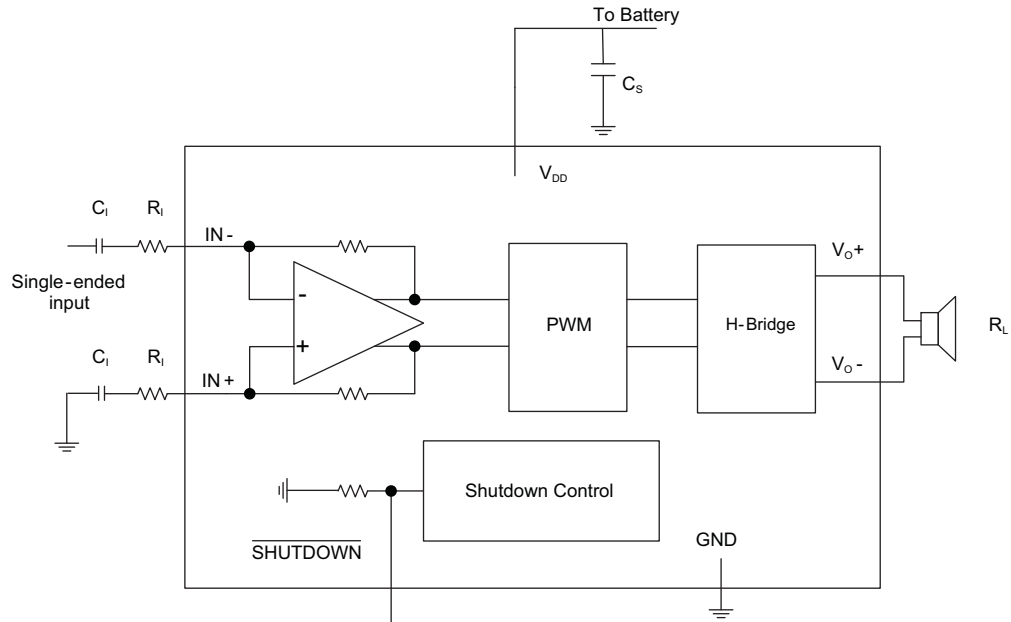 To Battery
C_S
V_DD
C_I
R_I
IN -
V_O+
Single-ended
input
-
PWM
H-Bridge
R_L
+
C_I
R_I
IN +
V_O-
Shutdown Control
SHUTDOWN
GND